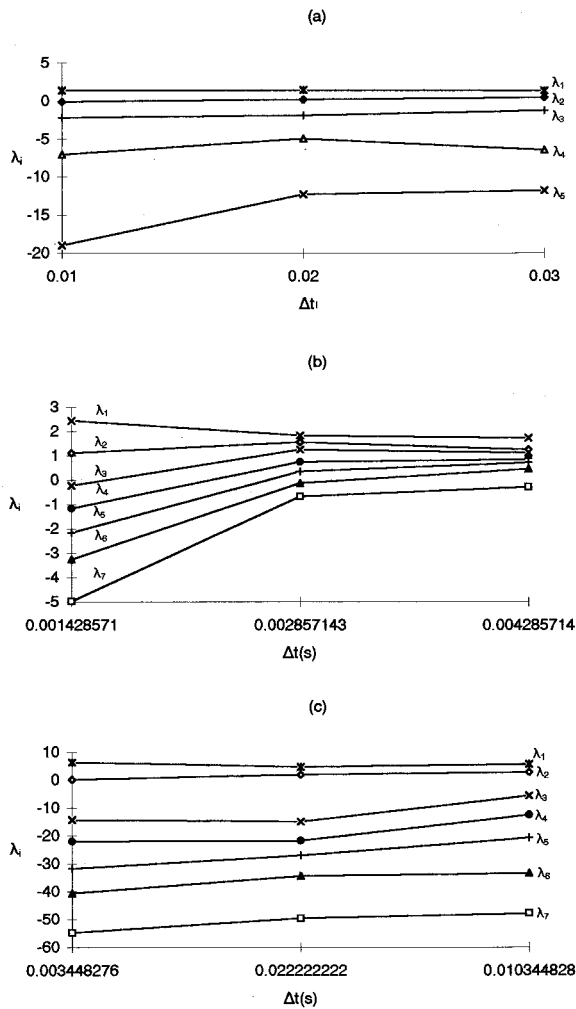 (a)
5
0
-5
-10
-15
-20
λᵢ
λ₁
λ₂
λ₃
λ₄
λ₅
0.01
0.02
0.03
Δt
(b)
3
2
1
0
-1
-2
-3
-4
-5
λᵢ
λ₁
λ₂
λ₃
λ₄
λ₅
λ₆
λ₇
0.001428571
0.002857143
0.004285714
Δt(s)
(c)
10
0
-10
-20
-30
-40
-50
-60
λᵢ
λ₁
λ₂
λ₃
λ₄
λ₅
λ₆
λ₇
0.003448276
0.022222222
0.010344828
Δt(s)